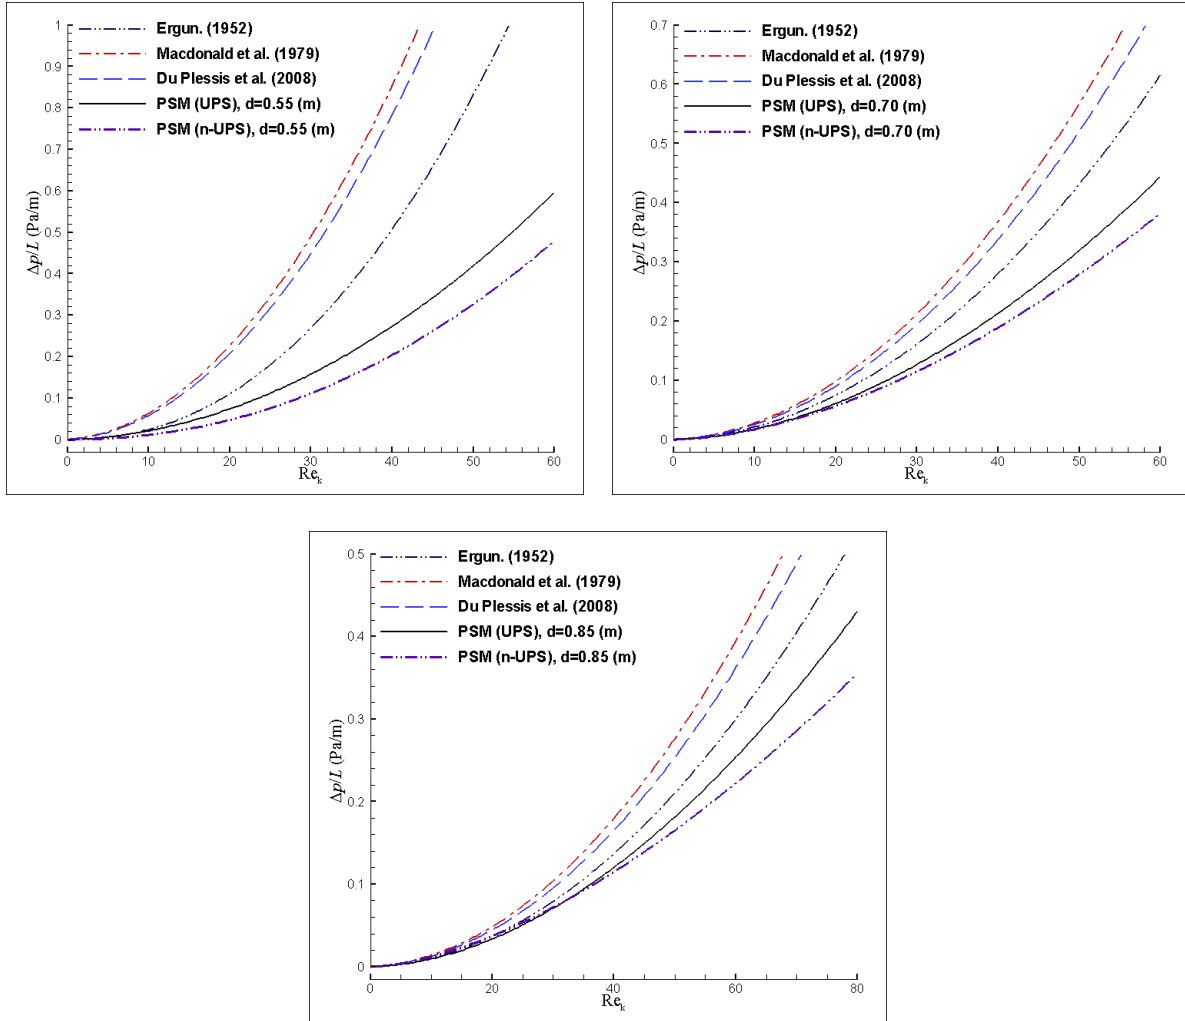 Ergun. (1952)
Macdonald et al. (1979)
Du Plessis et al. (2008)
PSM (UPS), d=0.55 (m)
PSM (n-UPS), d=0.55 (m)
Δp/L (Pa/m)
1
0.9
0.8
0.7
0.6
0.5
0.4
0.3
0.2
0.1
0
0 10 20 30 40 50 60
Re_k
Ergun. (1952)
Macdonald et al. (1979)
Du Plessis et al. (2008)
PSM (UPS), d=0.70 (m)
PSM (n-UPS), d=0.70 (m)
Δp/L (Pa/m)
0.7
0.6
0.5
0.4
0.3
0.2
0.1
0
0 10 20 30 40 50 60
Re_k
Ergun. (1952)
Macdonald et al. (1979)
Du Plessis et al. (2008)
PSM (UPS), d=0.85 (m)
PSM (n-UPS), d=0.85 (m)
Δp/L (Pa/m)
0.5
0.4
0.3
0.2
0.1
0
0 20 40 60 80
Re_k